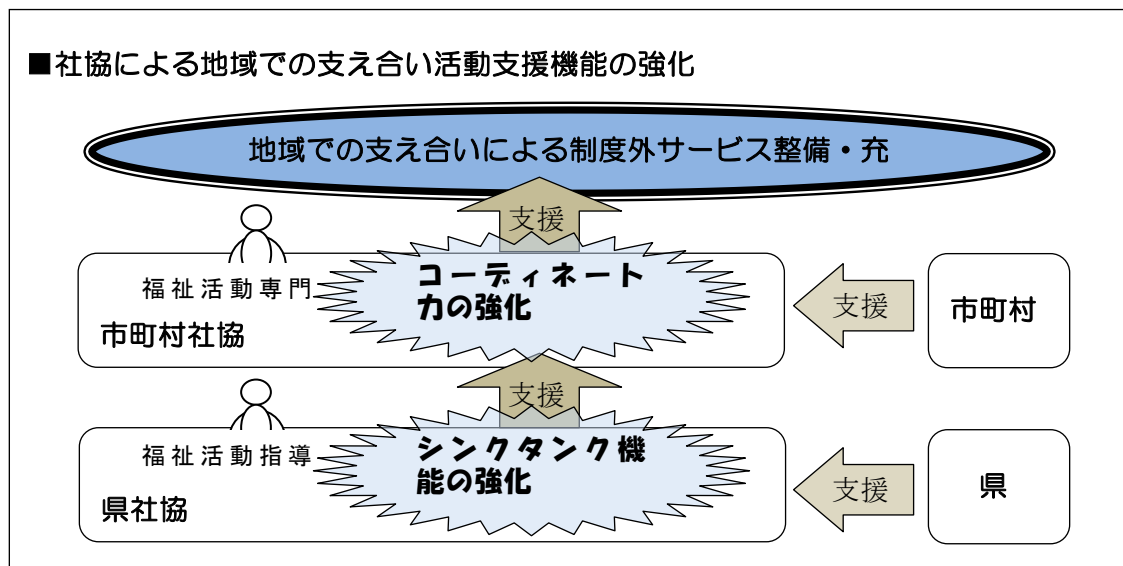 ■社協による地域での支え合い活動支援機能の強化
地域での支え合いによる制度外サービス整備・充
支援
福祉活動専門
コーディネート
力の強化
市町村社協
支援
市町村
支援
福祉活動指導
シンクタンク機
能の強化
県社協
支援
県